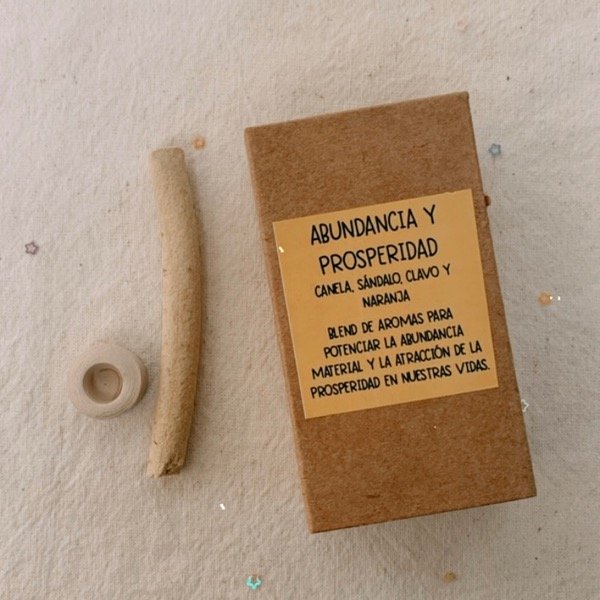 ABUNDANCIA Y
PROSPERIDAD
CANELA, SÁNDALO, CLAVO Y
NARANJA
BLEND DE AROMAS PARA
POTENCIAR LA ABUNDANCIA
MATERIAL Y LA ATRACCIÓN DE LA
PROSPERIDAD EN NUESTRAS VIDAS.